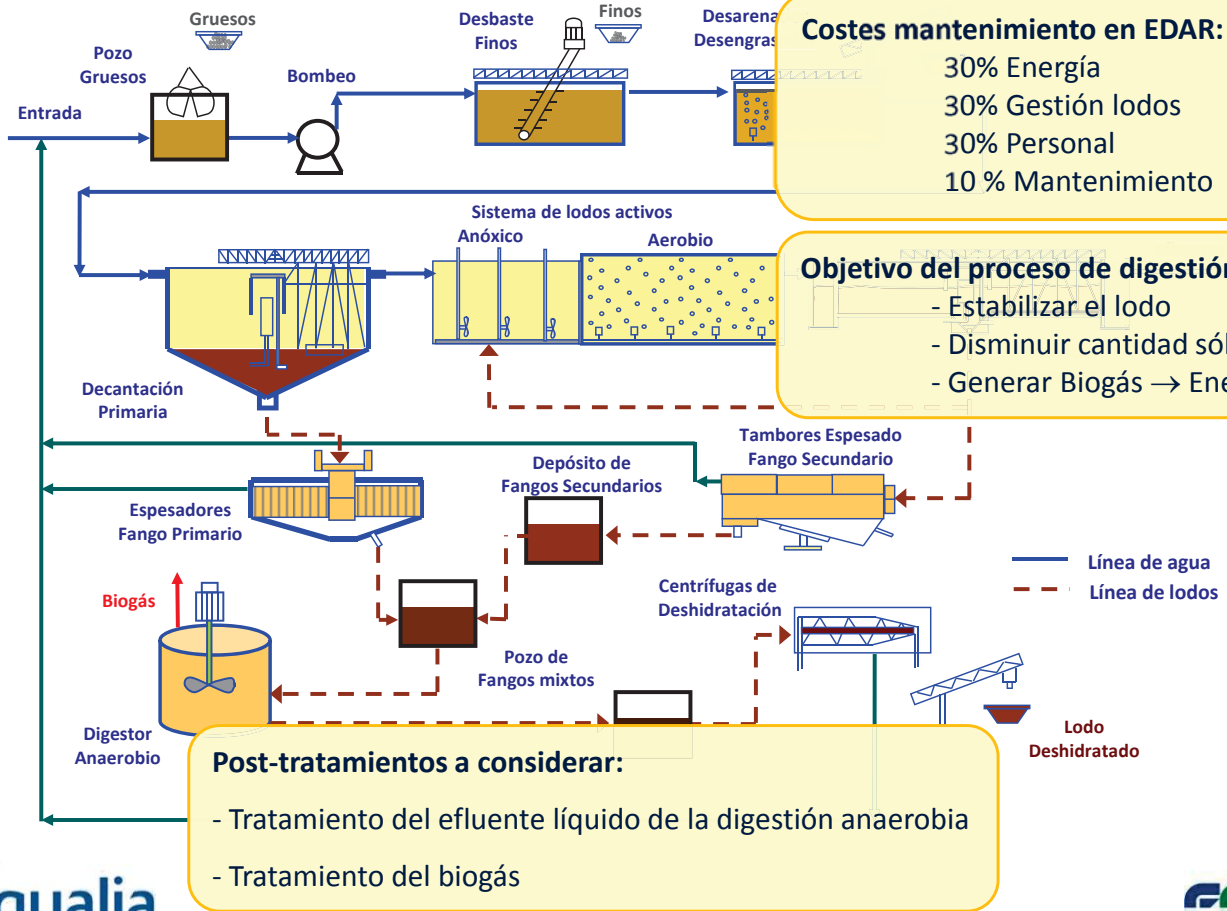 Gruesos
Pozo
Gruesos
Entrada
Bombeo
Desbaste
Finos
Finos
Costes mantenimiento en EDAR:
30% Energía
30% Gestión lodos
30% Personal
10 % Mantenimiento
Sistema de lodos activos
Anóxico
Aerobio
Objetivo del proceso de
- Estabilizar el lodo
- Disminuir cantidad
- Generar Biogás →
Decantación
Primaria
Tambores Espesado
Fango Secundario
Depósito de
Fangos Secundarios
Espesadores
Fango Primario
Línea de agua
Línea de lodos
Biogás
Centrífugas de
Deshidratación
Pozo de
Fangos mixtos
Digestor
Anaerobio
Lodo
Deshidratado
Post-tratamientos a considerar:
- Tratamiento del efluente líquido de la digestión anaerobia
- Tratamiento del biogás